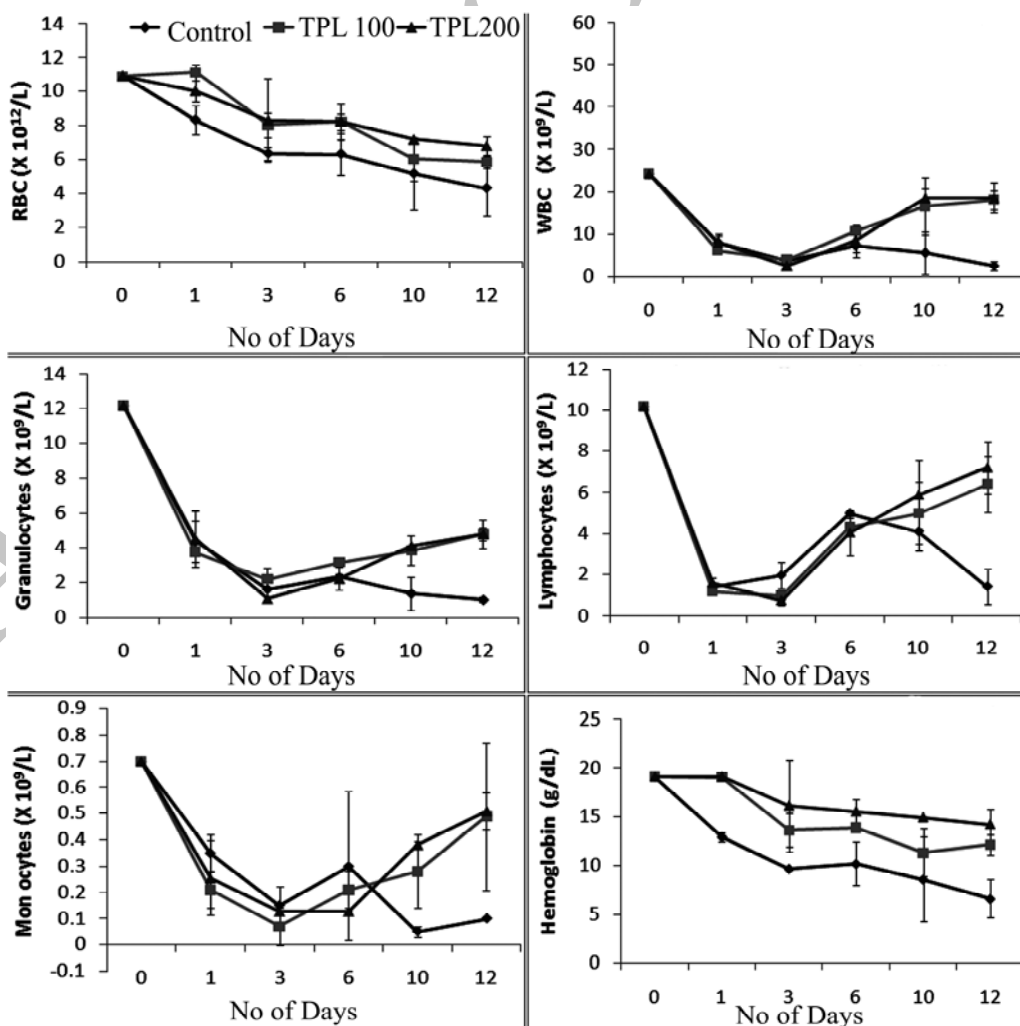 Control TPL 100 TPL200
RBC (X 10¹²/L)
14
12
10
8
6
4
2
0
0 1 3 6 10 12
No of Days
WBC (X 10⁹/L)
60
50
40
30
20
10
0
0 1 3 6 10 12
No of Days
Granulocytes (X 10⁹/L)
14
12
10
8
6
4
2
0
0 1 3 6 10 12
No of Days
Lymphocytes (X 10⁹/L)
12
10
8
6
4
2
0
0 1 3 6 10 12
No of Days
Mon ocytes (X 10⁹/L)
0.9
0.8
0.7
0.6
0.5
0.4
0.3
0.2
0.1
0
-0.1
0 1 3 6 10 12
No of Days
Hemoglobin (g/dL)
25
20
15
10
5
0
0 1 3 6 10 12
No of Days